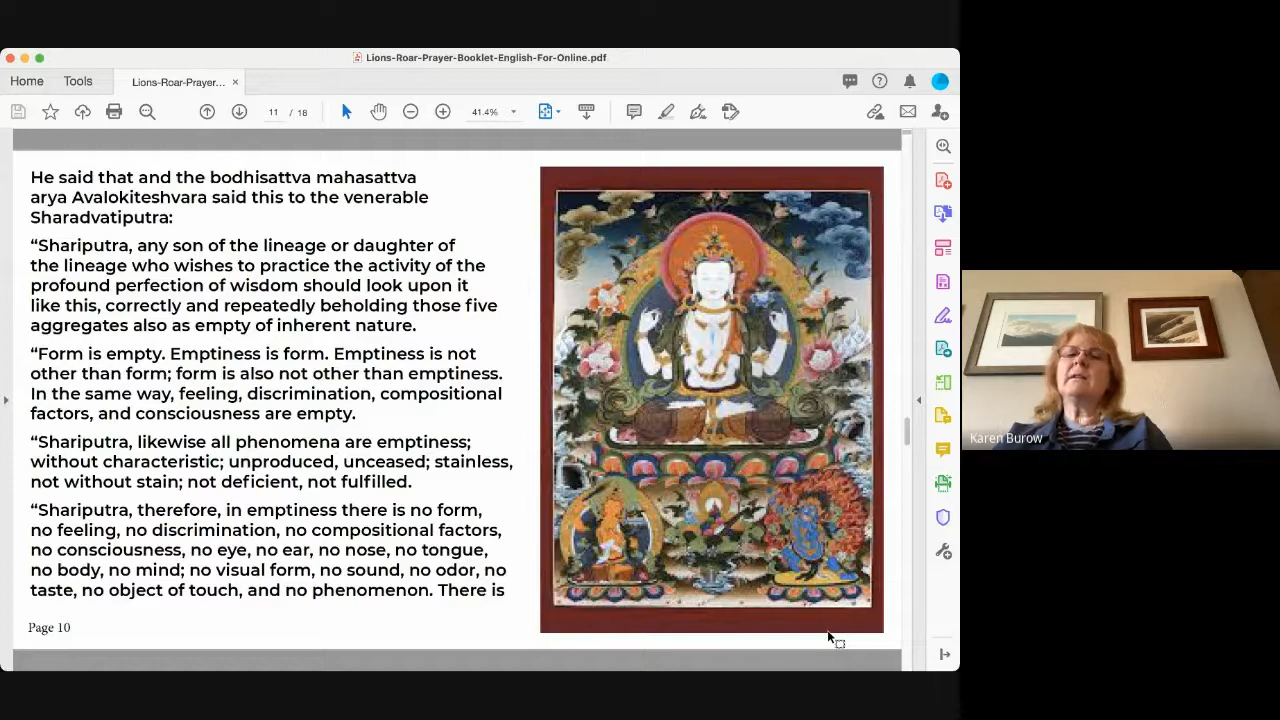 Lions-Roar-Prayer-Booklet-English-For-Online.pdf
Home
Tools
Lions-Roar-Prayer... ×
11 / 18
41.4%
He said that and the bodhisattva mahasattva
arya Avalokiteshvara said this to the venerable
Sharadvatiputra:
“Shariputra, any son of the lineage or daughter of
the lineage who wishes to practice the activity of the
profound perfection of wisdom should look upon it
like this, correctly and repeatedly beholding those five
aggregates also as empty of inherent nature.
“Form is empty. Emptiness is form. Emptiness is not
other than form; form is also not other than emptiness.
In the same way, feeling, discrimination, compositional
factors, and consciousness are empty.
“Shariputra, likewise all phenomena are emptiness;
without characteristic; unproduced, unceased; stainless,
not without stain; not deficient, not fulfilled.
“Shariputra, therefore, in emptiness there is no form,
no feeling, no discrimination, no compositional factors,
no consciousness, no eye, no ear, no nose, no tongue,
no body, no mind; no visual form, no sound, no odor, no
taste, no object of touch, and no phenomenon. There is
Page 10
Karen Burow